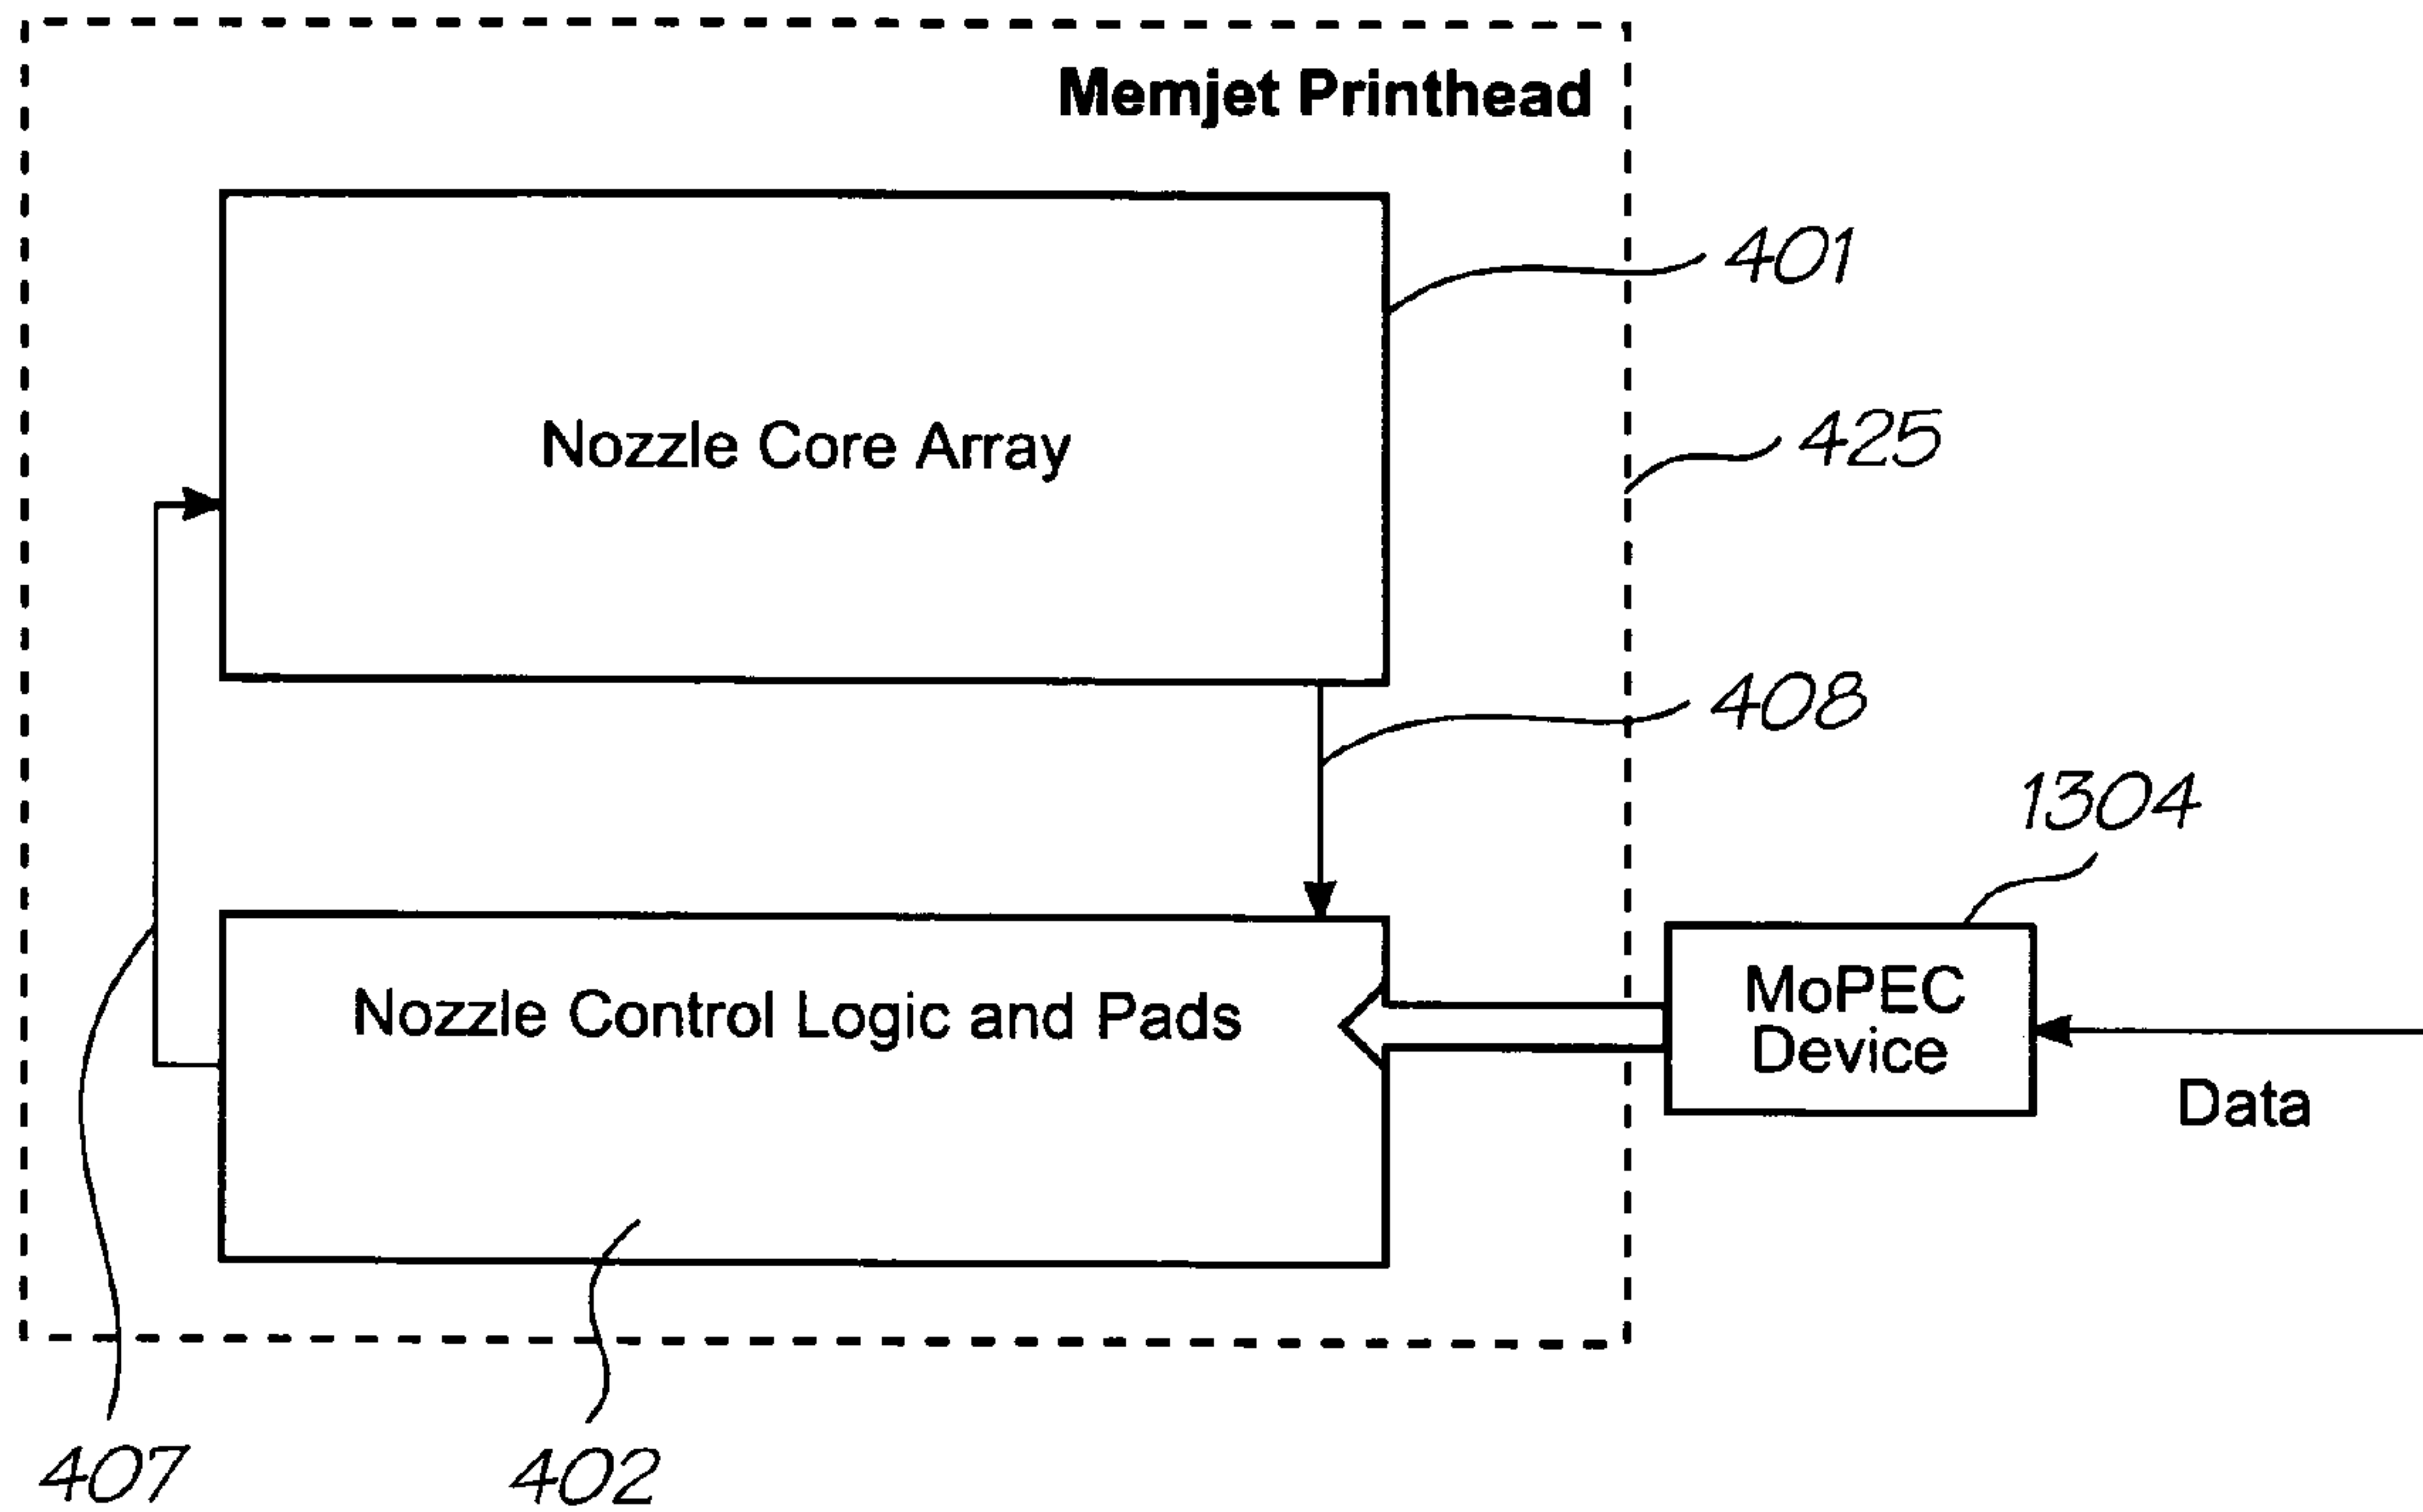 Memjet Printhead
401
Nozzle Core Array
425
408
1304
Nozzle Control Logic and Pads
MoPEC
Device
Data
407
402